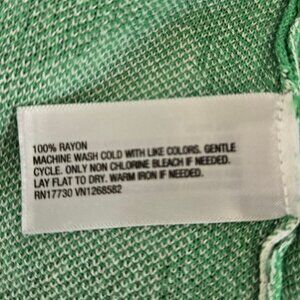 100% RAYON
MACHINE WASH COLD WITH LIKE COLORS. GENTLE
CYCLE. ONLY NON CHLORINE BLEACH IF NEEDED.
LAY FLAT TO DRY. WARM IRON IF NEEDED.
RN17730 VN1268582